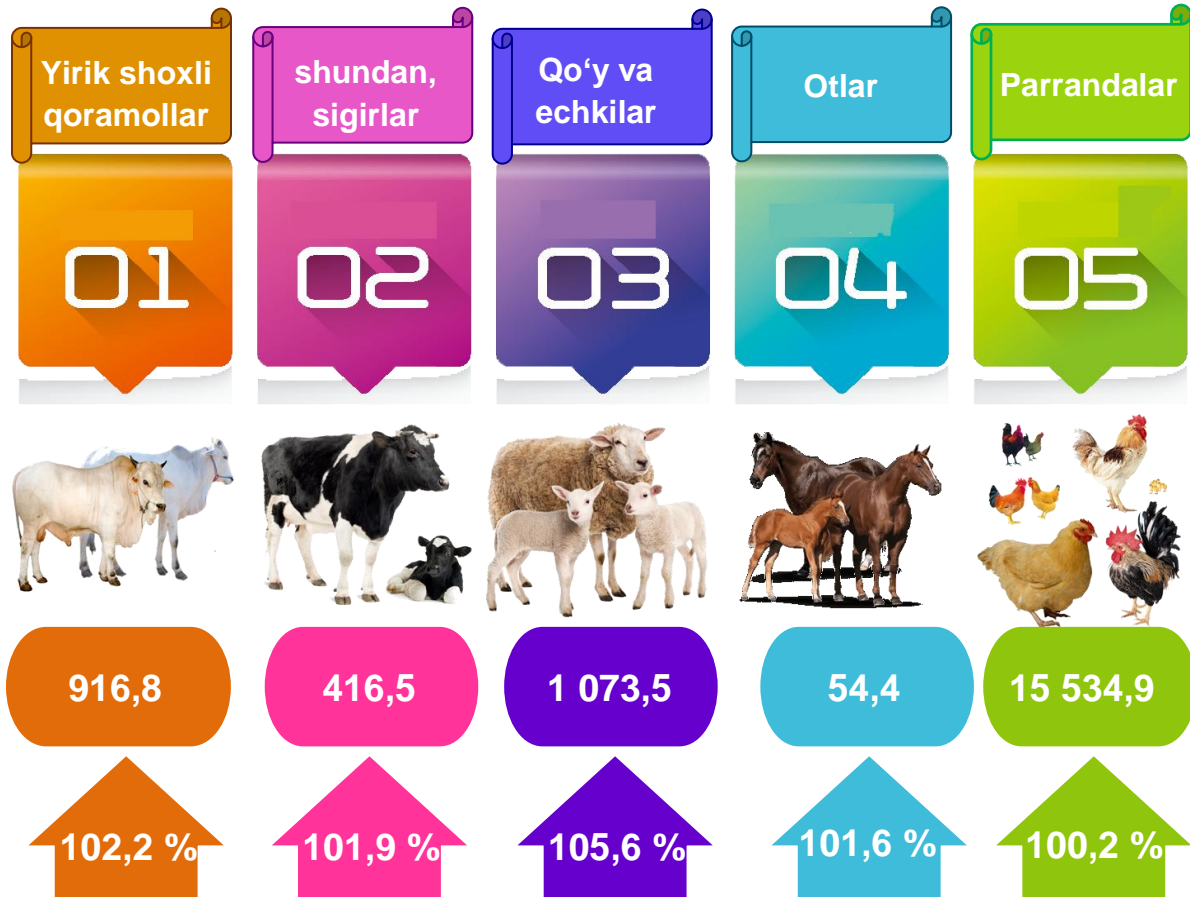 Yirik shoxli
qoramollar
shundan,
sigirlar
Qo‘y va
echkilar
Otlar
Parrandalar
01
02
03
04
05
916,8
416,5
1 073,5
54,4
15 534,9
102,2 %
101,9 %
105,6 %
101,6 %
100,2 %